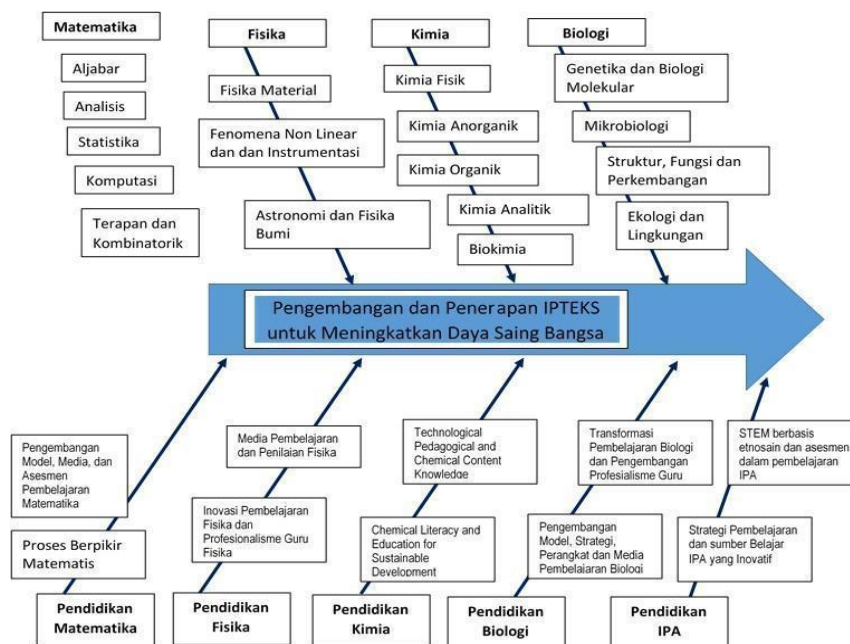 Matematika
Aljabar
Analisis
Statistika
Komputasi
Terapan dan
Kombinatorik
Fisika
Fisika Material
Fenomena Non Linear
dan dan Instrumentasi
Astronomi dan Fisika
Bumi
Kimia
Kimia Fisik
Kimia Anorganik
Kimia Organik
Kimia Analitik
Biokimia
Biologi
Genetika dan Biologi
Molekular
Mikrobiologi
Struktur, Fungsi dan
Perkembangan
Ekologi dan
Lingkungan
Pengembangan dan Penerapan IPTEKS
untuk Meningkatkan Daya Saing Bangsa
Pengembangan
Model, Media, dan
Asesmen
Pembelajaran
Matematika
Proses Berpikir
Matematis
Pendidikan
Matematika
Media Pembelajaran
dan Penilaian Fisika
Inovasi Pembelajaran
Fisika dan
Profesionalisme Guru
Fisika
Pendidikan
Fisika
Technological
Pedagogical and
Chemical Content
Knowledge
Chemical Literacy and
Education for
Sustainable
Development
Pendidikan
Kimia
Transformasi
Pembelajaran Biologi
dan Pengembangan
Profesialisme Guru
Pengembangan
Model, Strategi,
Perangkat dan Media
Pembelajaran Biologi
Pendidikan
Biologi
STEM berbasis
etnosain dan asesmen
dalam pembelajaran
IPA
Strategi Pembelajaran
dan sumber Belajar
IPA yang Inovatif
Pendidikan
IPA